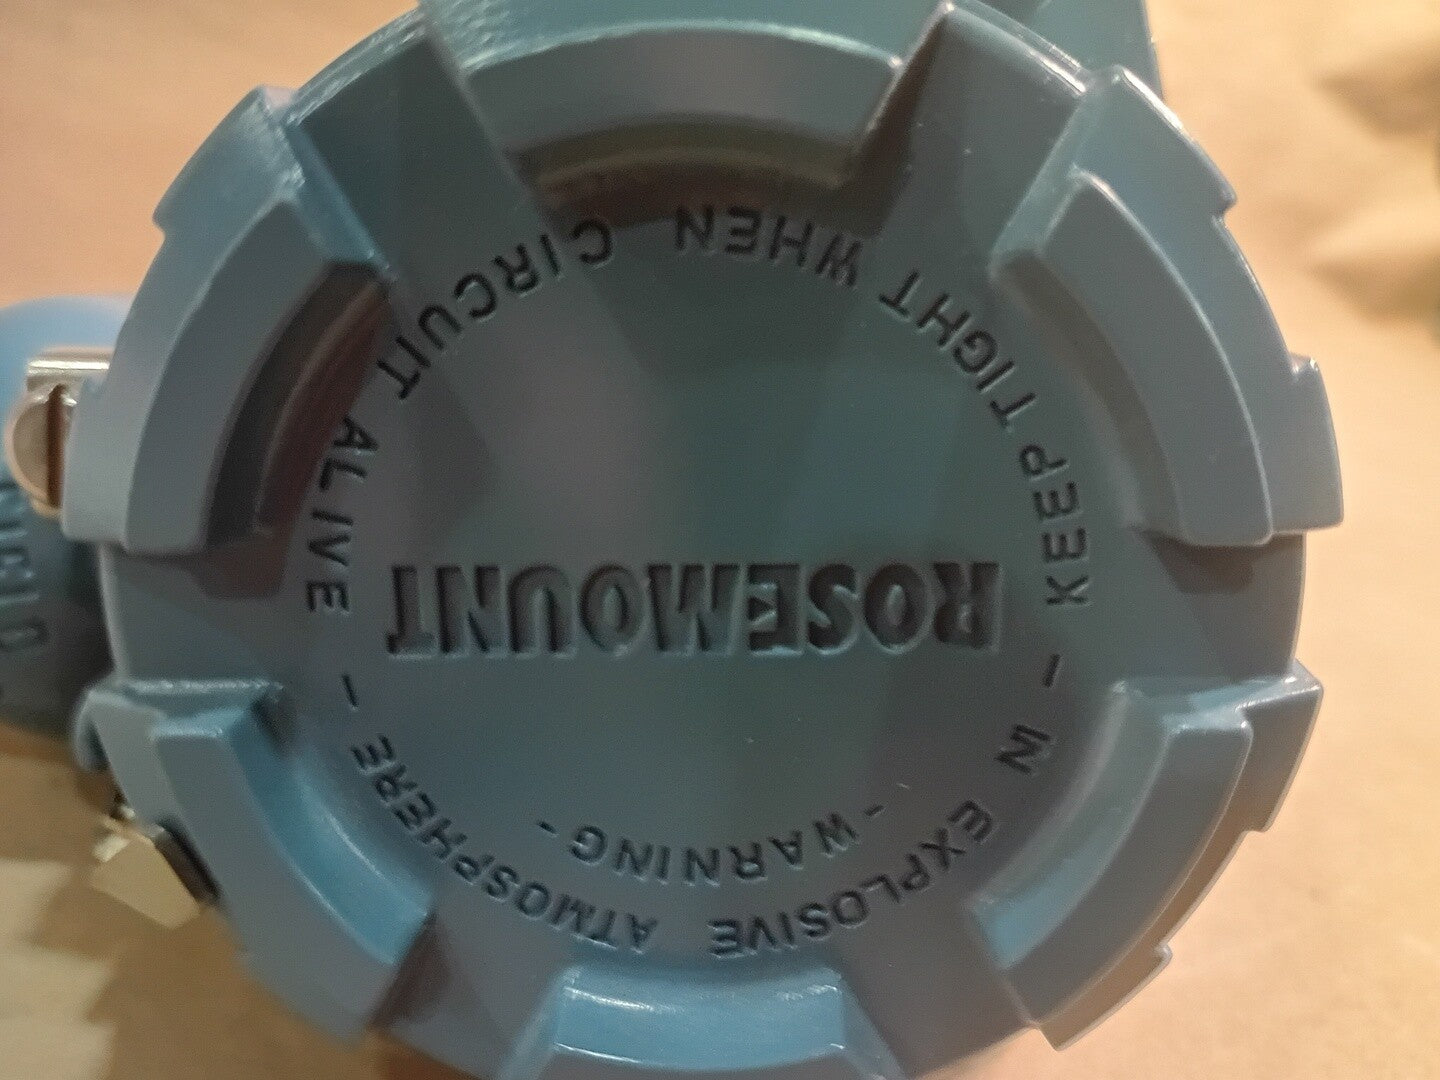 - IN EXPLOSIVE ATMOSPHERE -
- WARNING -
ROSEMOUNT
KEEP TIGHT WHEN CIRCUIT ALIVE